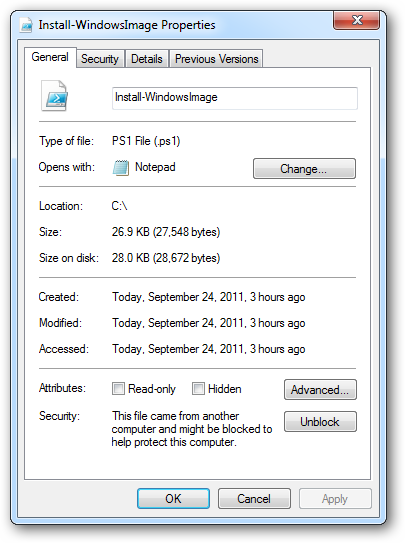 Install-WindowsImage Properties
General Security Details Previous Versions
Install-WindowsImage
Type of file: PS1 File (.ps1)
Opens with: Notepad Change...
Location: C:\
Size: 26.9 KB (27,548 bytes)
Size on disk: 28.0 KB (28,672 bytes)
Created: Today, September 24, 2011, 3 hours ago
Modified: Today, September 24, 2011, 3 hours ago
Accessed: Today, September 24, 2011, 3 hours ago
Attributes: Read-only Hidden Advanced...
Security: This file came from another Unblock
computer and might be blocked to
help protect this computer.
OK Cancel Apply